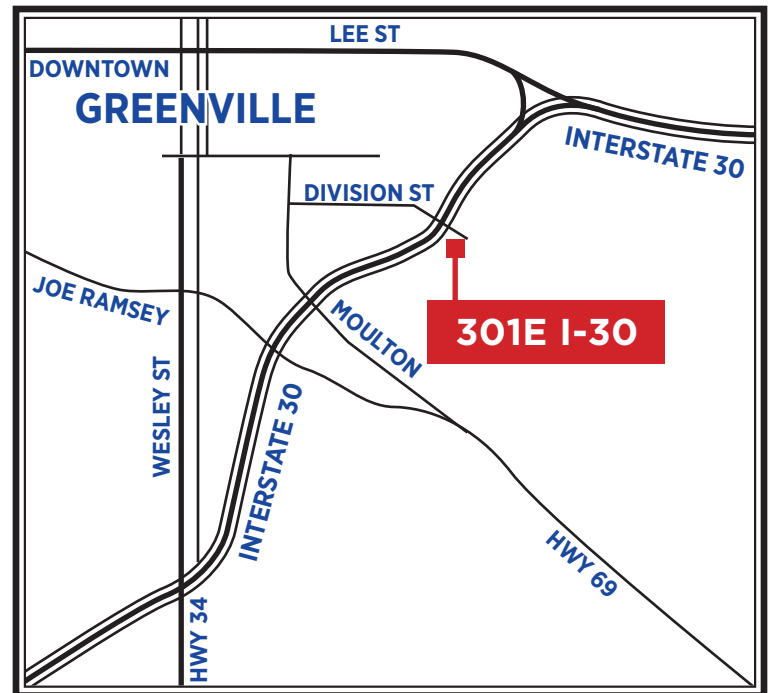 LEE ST
DOWNTOWN
GREENVILLE
INTERSTATE 30
DIVISION ST
JOE RAMSEY
MOULTON
301E I-30
WESLEY ST
INTERSTATE 30
HWY 69
HWY 34